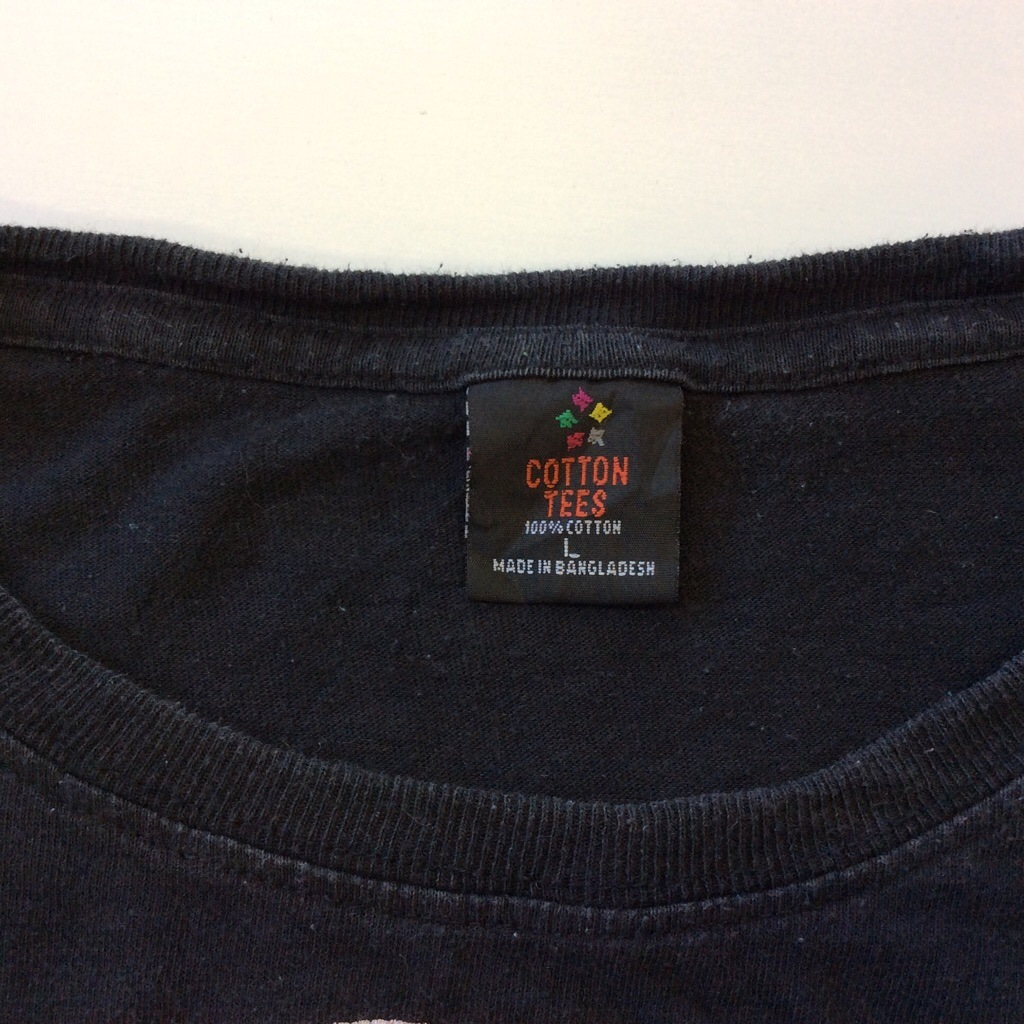 COTTON
TEES
100% COTTON
L
MADE IN BANGLADESH